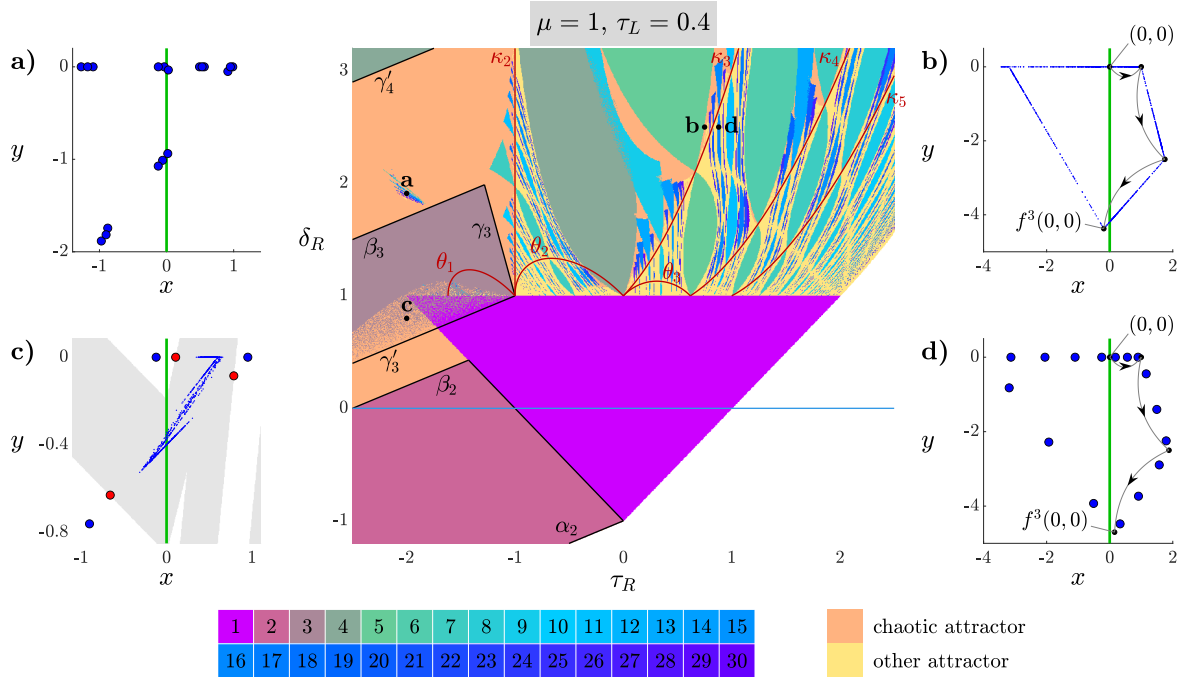 μ = 1, τ_L = 0.4
a)
0
-1
-2
y
-1
0
1
x
c)
0
-0.4
-0.8
y
-1
0
1
x
3
2
1
0
-1
δ_R
-2
-1
0
1
2
τ_R
γ′_4
κ_2
κ_3
κ_4
κ_5
b
d
a
β_3
γ_3
θ_1
θ_2
θ_3
c
γ′_3
β_2
α_2
b)
(0, 0)
0
-2
-4
y
f³(0, 0)
-4
-2
0
2
x
d)
(0, 0)
0
-2
-4
y
f³(0, 0)
-4
-2
0
2
x
1 2 3 4 5 6 7 8 9 10 11 12 13 14 15
16 17 18 19 20 21 22 23 24 25 26 27 28 29 30
chaotic attractor
other attractor